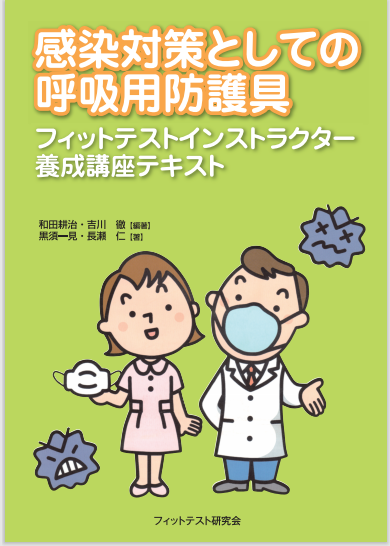 感染対策としての
呼吸用防護具
フィットテストインストラクター
養成講座テキスト
和田耕治・吉川　徹【編著】
黒須一見・長瀬　仁【著】
フィットテスト研究会